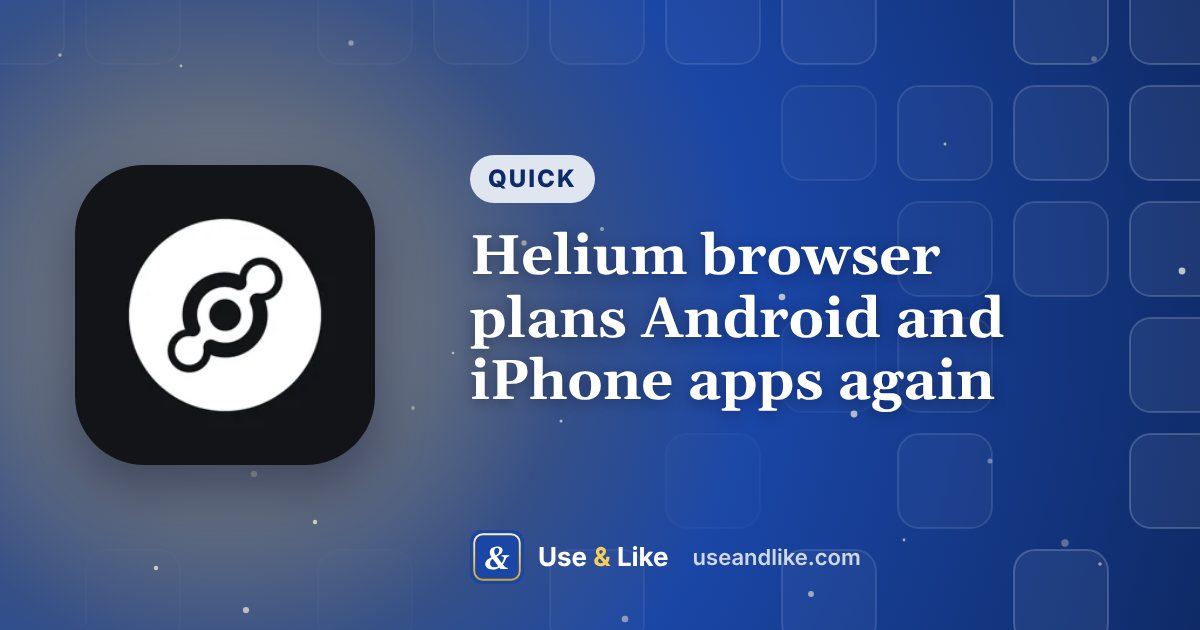 QUICK
Helium browser
plans Android and
iPhone apps again
& Use & Like useandlike.com